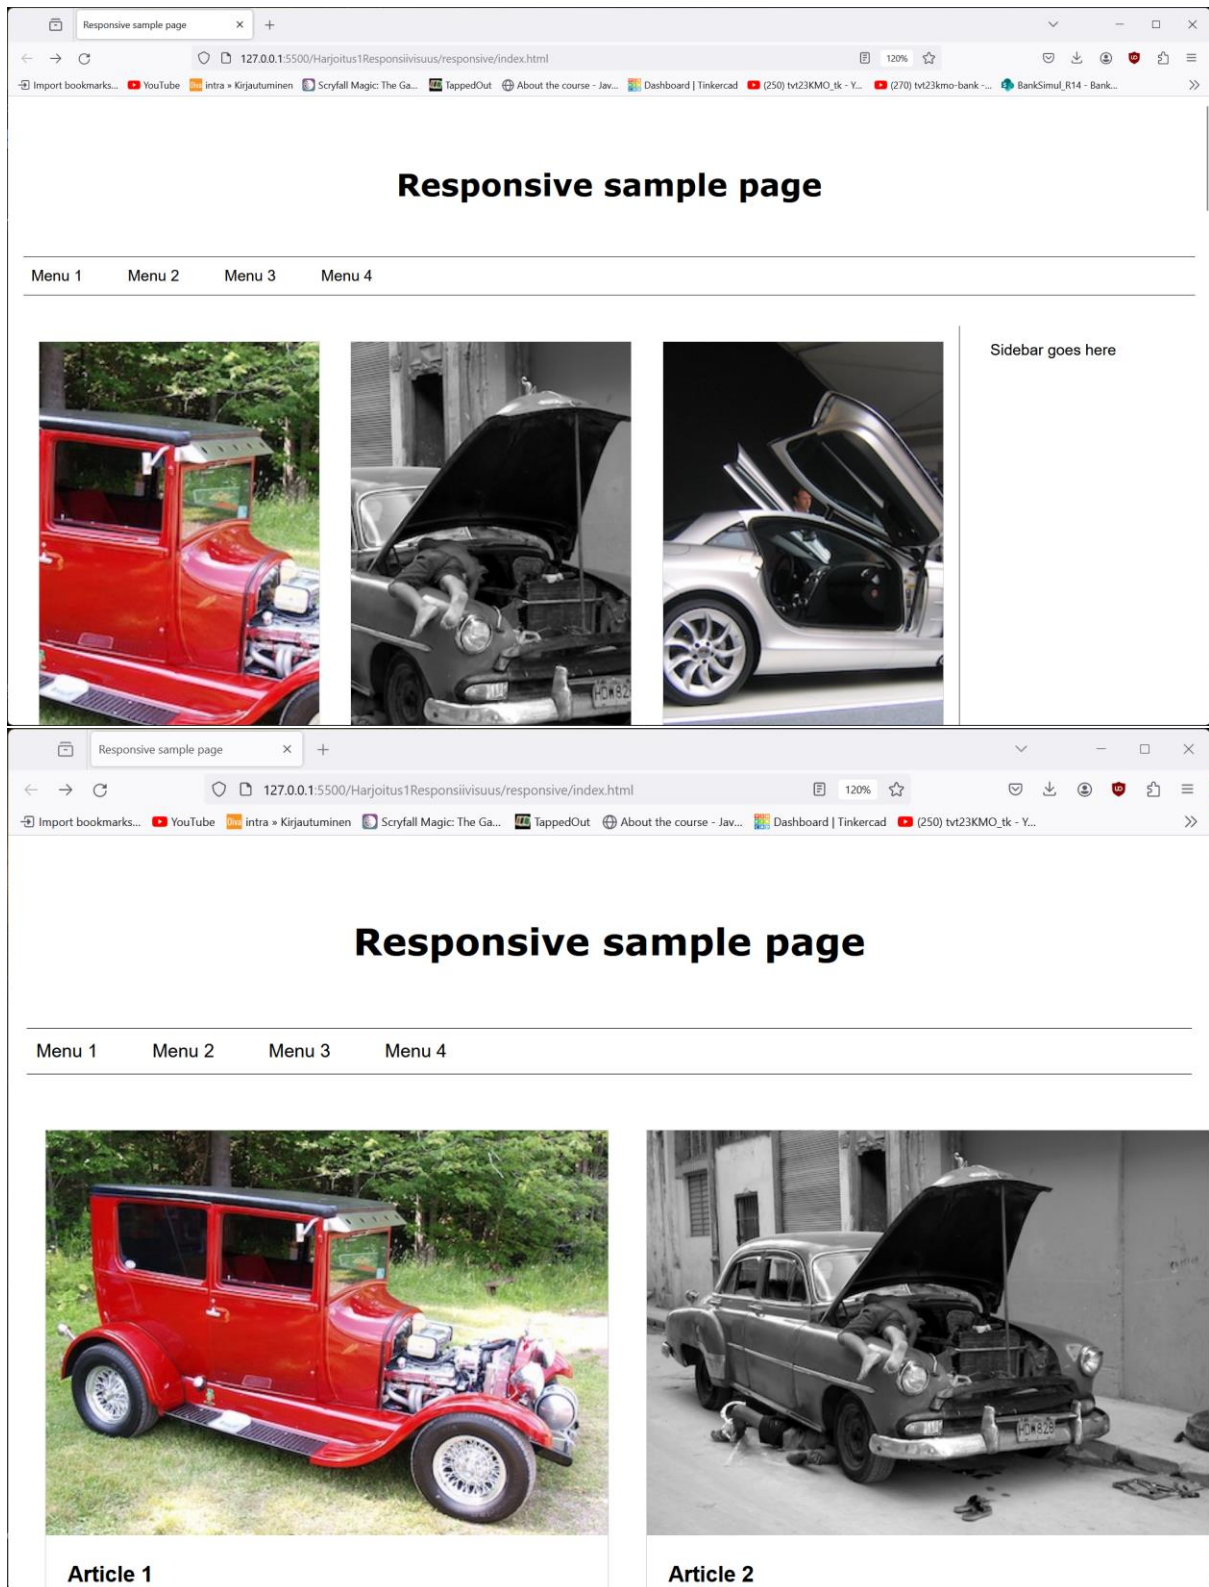 Responsive sample page
127.0.0.1:5500/Harjoitus1Responsiivisuus/responsive/index.html 120%
Import bookmarks... YouTube intra » Kirjautuminen Scryfall Magic: The Ga... TappedOut About the course - Jav... Dashboard | Tinkercad (250) tvt23KMO_tk - Y... (270) tvt23kmo-bank -... BankSimul_R14 - Bank...
Responsive sample page
Menu 1 Menu 2 Menu 3 Menu 4
Sidebar goes here
Responsive sample page
127.0.0.1:5500/Harjoitus1Responsiivisuus/responsive/index.html 120%
Import bookmarks... YouTube intra » Kirjautuminen Scryfall Magic: The Ga... TappedOut About the course - Jav... Dashboard | Tinkercad (250) tvt23KMO_tk - Y...
Responsive sample page
Menu 1 Menu 2 Menu 3 Menu 4
Article 1 Article 2